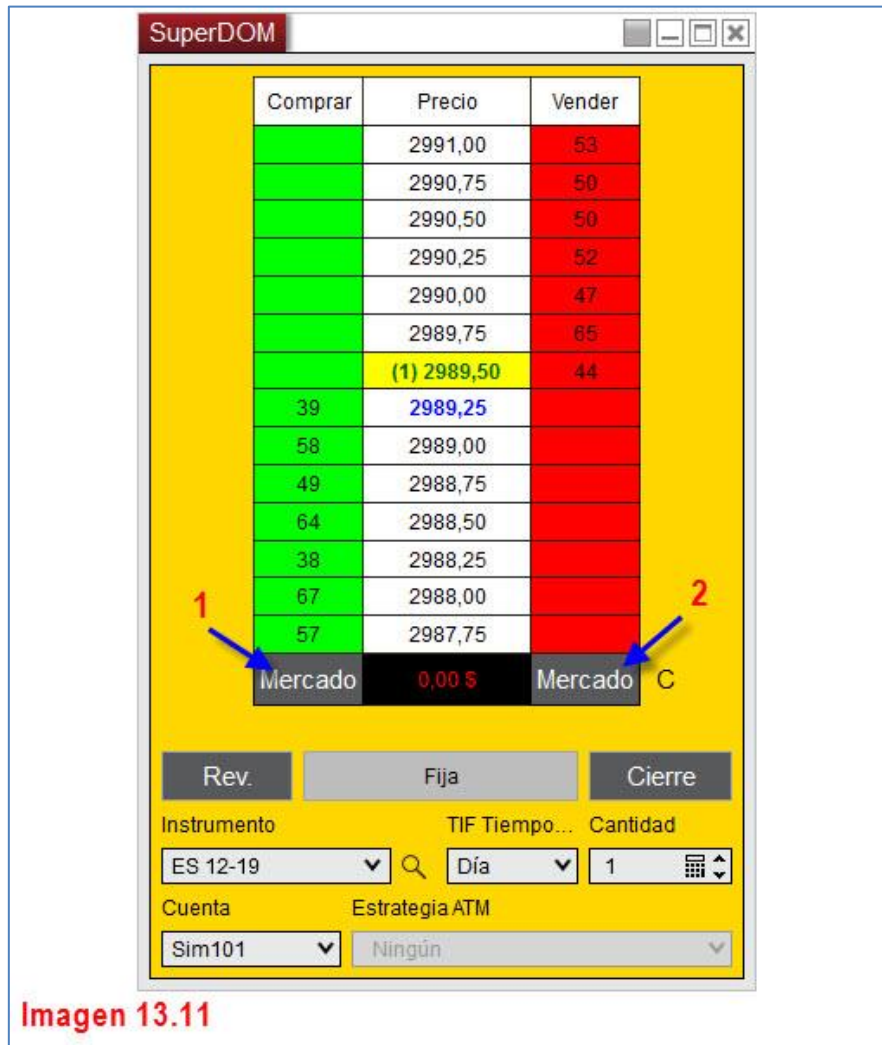 SuperDOM
Comprar Precio Vender
2991,00 53
2990,75 50
2990,50 50
2990,25 52
2990,00 47
2989,75 65
(1) 2989,50 44
39 2989,25
58 2989,00
49 2988,75
64 2988,50
38 2988,25
1 67 2988,00 2
57 2987,75
Mercado 0,00 $ Mercado C
Rev. Fija Cierre
Instrumento TIF Tiempo... Cantidad
ES 12-19 Día 1
Cuenta Estrategia ATM
Sim101 Ningún
Imagen 13.11